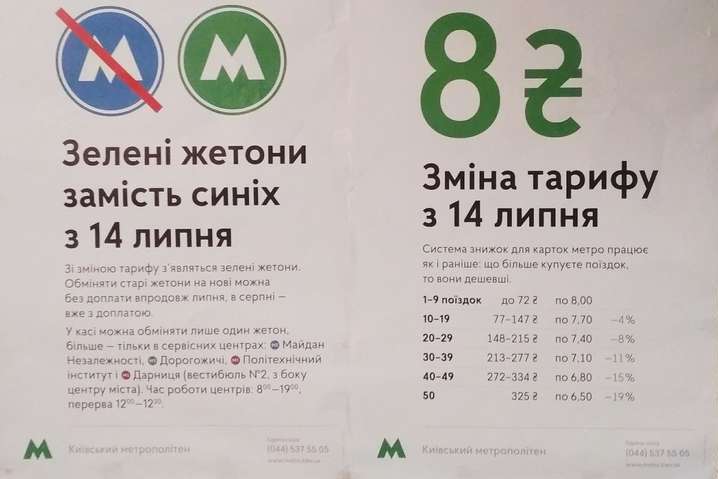 Зелені жетони
замість синіх
з 14 липня
Зі зміною тарифу з'являться зелені жетони.
Обміняти старі жетони на нові можна
без доплати впродовж липня, в серпні –
вже з доплатою.
У касі можна обміняти лише один жетон,
більше – тільки в сервісних центрах: Майдан
Незалежності, Дорогожичі, Політехнічний
інститут і Дарниця (вестибюль №2, з боку
центру міста). Час роботи центрів: 8⁰⁰–19⁰⁰,
перерва 12⁰⁰–12³⁰.
Київський метрополітен
(044) 537 55 05
8 ₴
Зміна тарифу
з 14 липня
Система знижок для карток метро працює
як і раніше: що більше купуєте поїздок,
то вони дешевші.
1–9 поїздок до 72 ₴ по 8,00
10–19 77–147 ₴ по 7,70 –4%
20–29 148–215 ₴ по 7,40 –8%
30–39 213–277 ₴ по 7,10 –11%
40–49 272–334 ₴ по 6,80 –15%
50 325 ₴ по 6,50 –19%
Київський метрополітен
(044) 537 55 05